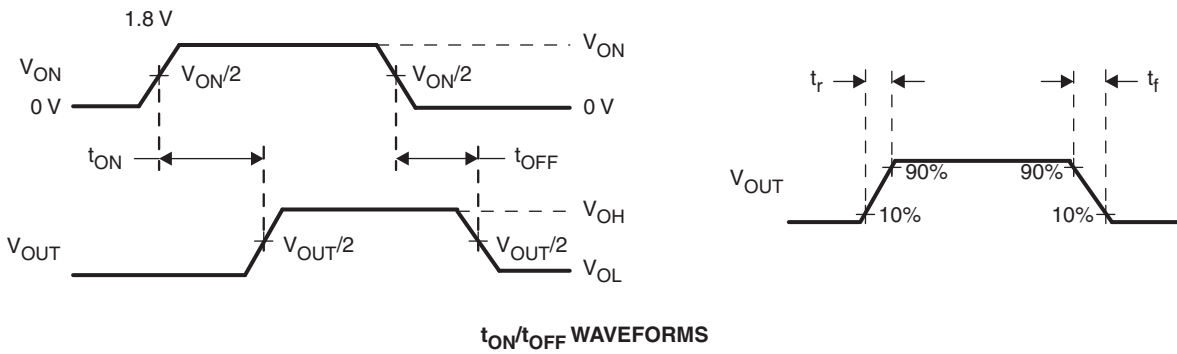 1.8 V
V_ON
V_ON
V_ON/2
V_ON/2
0 V
0 V
t_ON
t_OFF
V_OH
V_OUT
V_OUT/2
V_OUT/2
V_OL
t_r
t_f
V_OUT
90%
90%
10%
10%
t_ON/t_OFF WAVEFORMS